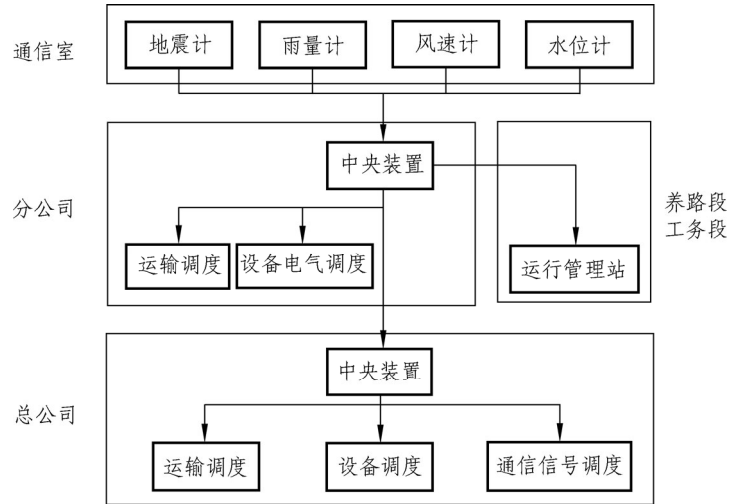 通信室
地震计
雨量计
风速计
水位计
分公司
中央装置
运输调度
设备电气调度
养路段
工务段
运行管理站
总公司
中央装置
运输调度
设备调度
通信信号调度